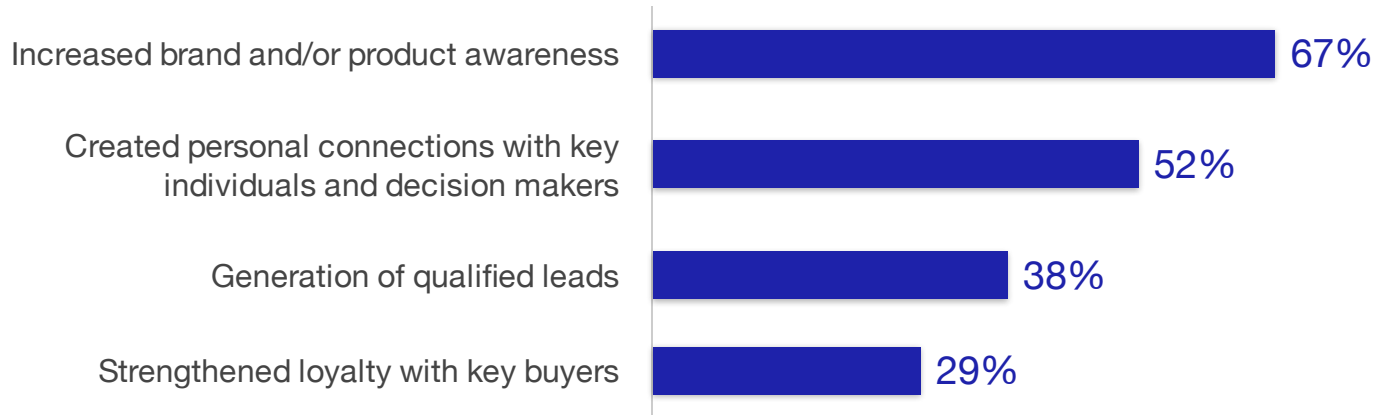 Increased brand and/or product awareness 67%
Created personal connections with key
individuals and decision makers 52%
Generation of qualified leads 38%
Strengthened loyalty with key buyers 29%